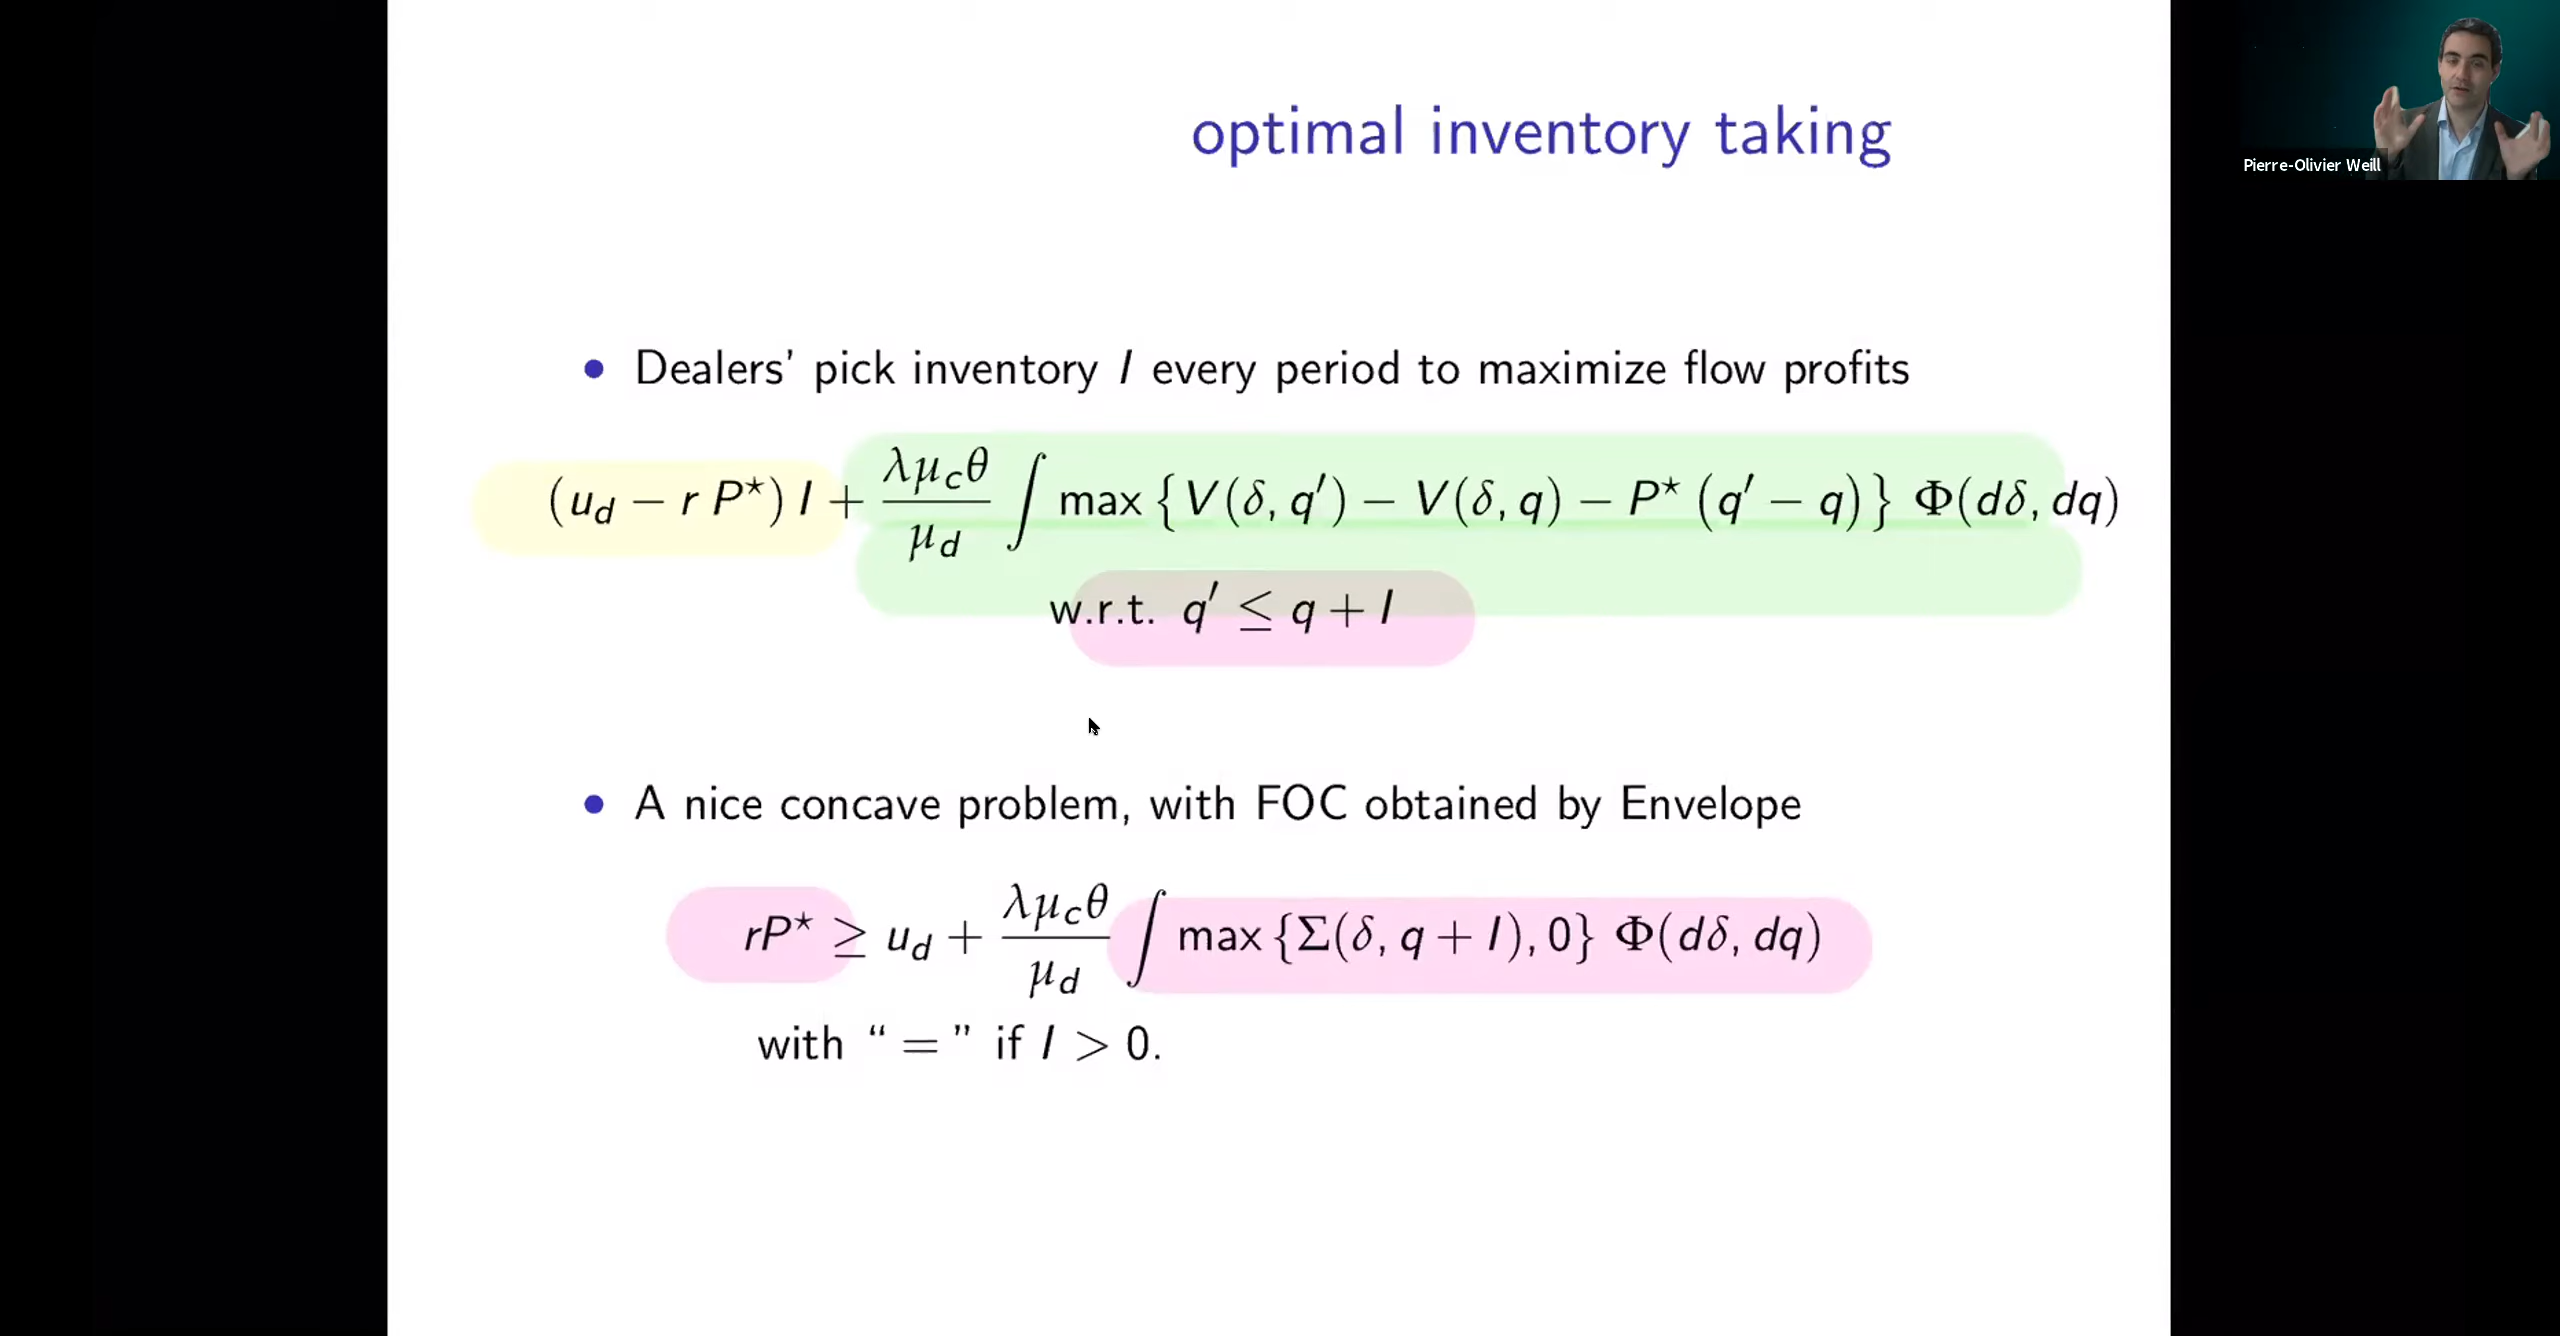 optimal inventory taking
Pierre-Olivier Weill
• Dealers' pick inventory I every period to maximize flow profits
(u_d − r P⋆) I + λμ_cθ/μ_d ∫ max {V(δ, q′) − V(δ, q) − P⋆ (q′ − q)} Φ(dδ, dq)
w.r.t. q′ ≤ q + I
• A nice concave problem, with FOC obtained by Envelope
rP⋆ ≥ u_d + λμ_cθ/μ_d ∫ max {Σ(δ, q + I), 0} Φ(dδ, dq)
with “ = ” if I > 0.